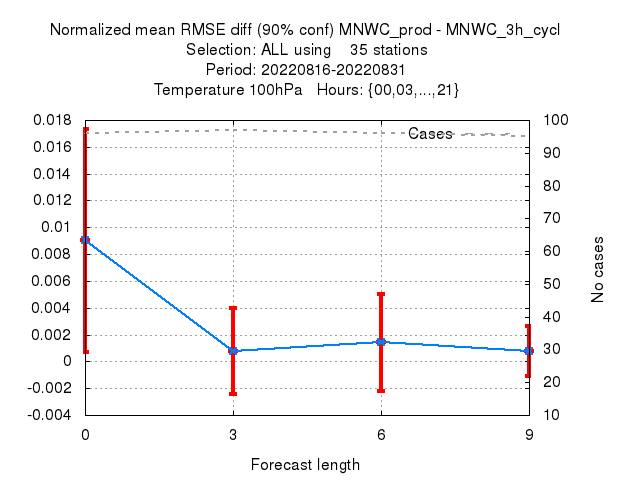 Normalized mean RMSE diff (90% conf) MNWC_prod - MNWC_3h_cycl
Selection: ALL using    35 stations
Period: 20220816-20220831
Temperature 100hPa   Hours: {00,03,...,21}
0.018
0.016
0.014
0.012
0.01
0.008
0.006
0.004
0.002
0
-0.002
-0.004
Cases
100
90
80
70
60
50
40
30
20
10
No cases
0 3 6 9
Forecast length